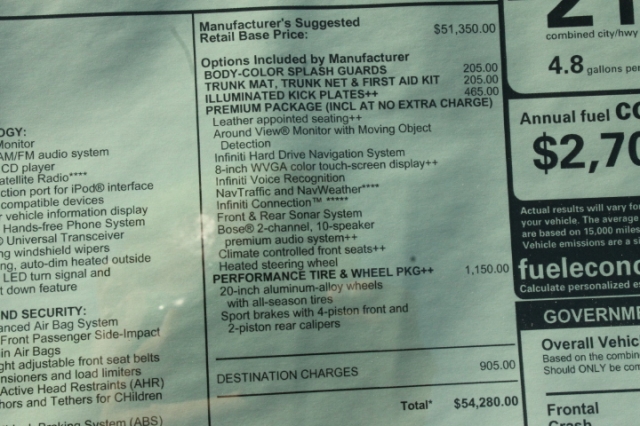 Manufacturer's Suggested
Retail Base Price: $51,350.00
Options Included by Manufacturer
BODY-COLOR SPLASH GUARDS 205.00
TRUNK MAT, TRUNK NET & FIRST AID KIT 205.00
ILLUMINATED KICK PLATES++ 465.00
PREMIUM PACKAGE (INCL AT NO EXTRA CHARGE)
Leather appointed seating++
Around View® Monitor with Moving Object
Detection
Infiniti Hard Drive Navigation System
8-inch WVGA color touch-screen display++
Infiniti Voice Recognition
NavTraffic and NavWeather****
Infiniti Connection™ *****
Front & Rear Sonar System
Bose® 2-channel, 10-speaker
premium audio system++
Climate controlled front seats++
Heated steering wheel
PERFORMANCE TIRE & WHEEL PKG++ 1,150.00
20-inch aluminum-alloy wheels
with all-season tires
Sport brakes with 4-piston front and
2-piston rear calipers
DESTINATION CHARGES 905.00
Total* $54,280.00
OGY:
Monitor
AM/FM audio system
CD player
atellite Radio****
ction port for iPod® interface
compatible devices
r vehicle information display
Hands-free Phone System
® Universal Transceiver
ng windshield wipers
ng, auto-dim heated outside
LED turn signal and
t down feature
ND SECURITY:
anced Air Bag System
Front Passenger Side-Impact
in Air Bags
ght adjustable front seat belts
nsioners and load limiters
Active Head Restraints (AHR)
hors and Tethers for CHildren
Braking System (ABS)
21
combined city/hwy
4.8 gallons per
Annual fuel co
$2,70
Actual results will vary for
your vehicle. The average
are based on 15,000 miles
Vehicle emissions are a si
fuelecono
Calculate personalized es
GOVERNME
Overall Vehic
Based on the combin
Should ONLY be com
Frontal
Crash